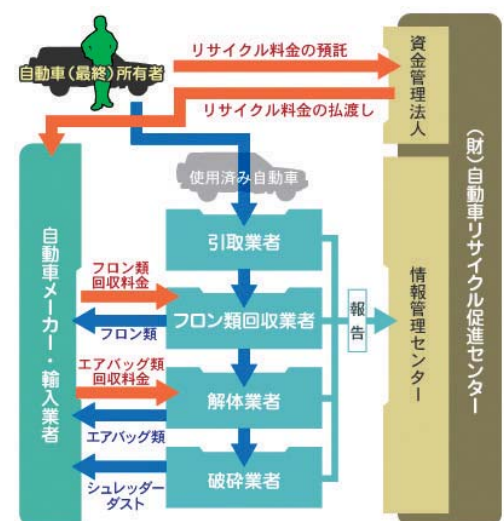 自動車（最終）所有者
リサイクル料金の預託
リサイクル料金の払渡し
資金管理法人
（財）自動車リサイクル促進センター
使用済み自動車
引取業者
自動車メーカー・輸入業者
フロン類
回収料金
フロン類回収業者
フロン類
報告
情報管理センター
エアバッグ類
回収料金
解体業者
エアバッグ類
破砕業者
シュレッダー
ダスト